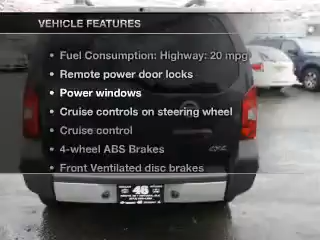 VEHICLE FEATURES
Fuel Consumption: Highway: 20 mpg
Remote power door locks
Power windows
Cruise controls on steering wheel
Cruise control
4-wheel ABS Brakes
Front Ventilated disc brakes
48